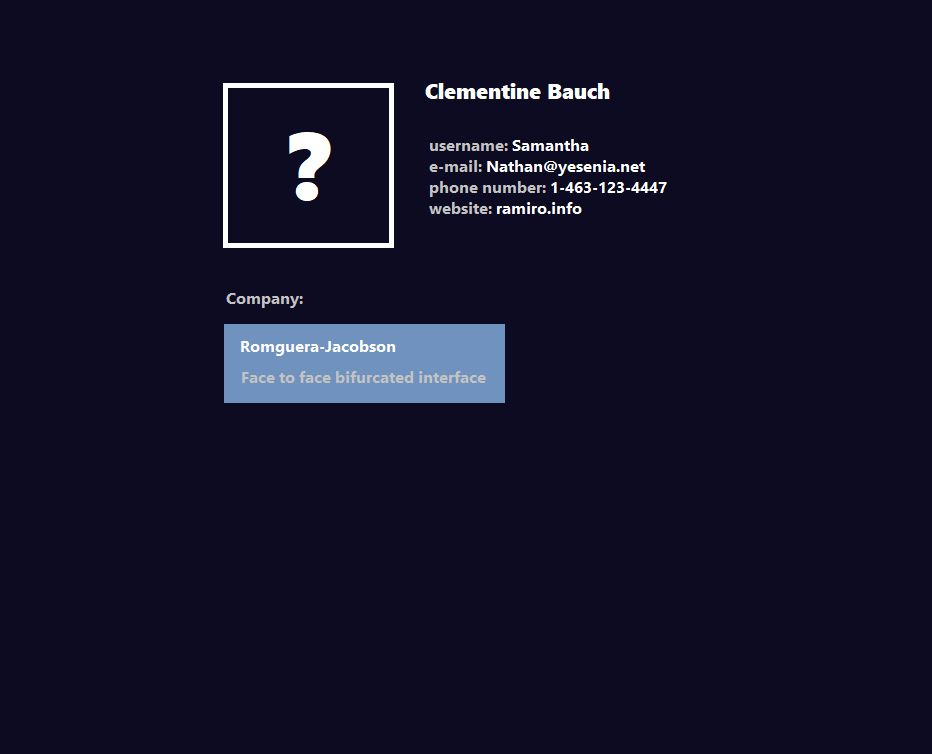 ?
Clementine Bauch
username: Samantha
e-mail: Nathan@yesenia.net
phone number: 1-463-123-4447
website: ramiro.info
Company:
Romguera-Jacobson
Face to face bifurcated interface